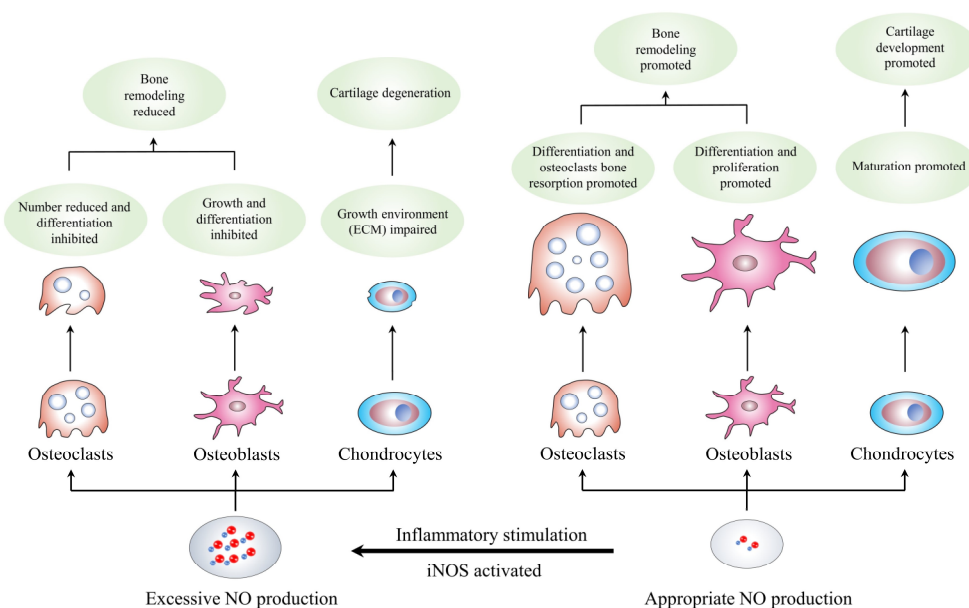 Bone
remodeling
reduced
Cartilage degeneration
Number reduced and
differentiation
inhibited
Growth and
differentiation
inhibited
Growth environment
(ECM) impaired
Osteoclasts
Osteoblasts
Chondrocytes
Excessive NO production
Inflammatory stimulation
iNOS activated
Bone
remodeling
promoted
Cartilage
development
promoted
Differentiation and
osteoclasts bone
resorption promoted
Differentiation and
proliferation
promoted
Maturation promoted
Osteoclasts
Osteoblasts
Chondrocytes
Appropriate NO production